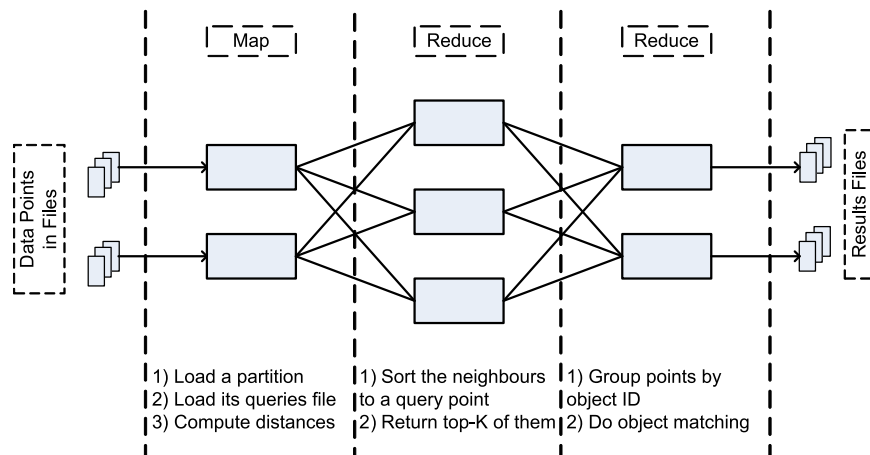 Map
Reduce
Reduce
Data Points
in Files
Results Files
1) Load a partition
2) Load its queries file
3) Compute distances
1) Sort the neighbours
to a query point
2) Return top-K of them
1) Group points by
object ID
2) Do object matching